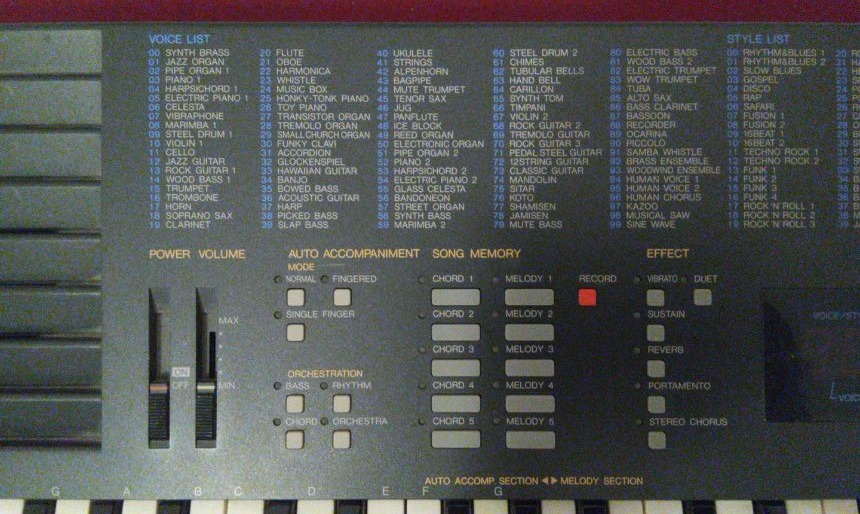 VOICE LIST
00 SYNTH BRASS
01 JAZZ ORGAN
02 PIPE ORGAN 1
03 PIANO 1
04 HARPSICHORD 1
05 ELECTRIC PIANO 1
06 CELESTA
07 VIBRAPHONE
08 MARIMBA 1
09 STEEL DRUM 1
10 VIOLIN 1
11 CELLO
12 JAZZ GUITAR
13 ROCK GUITAR 1
14 WOOD BASS 1
15 TRUMPET
16 TROMBONE
17 HORN
18 SOPRANO SAX
19 CLARINET
20 FLUTE
21 OBOE
22 HARMONICA
23 WHISTLE
24 MUSIC BOX
25 HONKY-TONK PIANO
26 TOY PIANO
27 TRANSISTOR ORGAN
28 TREMOLO ORGAN
29 SMALL CHURCH ORGAN
30 FUNKY CLAVI
31 ACCORDION
32 GLOCKENSPIEL
33 HAWAIIAN GUITAR
34 BANJO
35 BOWED BASS
36 ACOUSTIC GUITAR
37 HARP
38 PICKED BASS
39 SLAP BASS
40 UKULELE
41 STRINGS
42 ALPENHORN
43 BAGPIPE
44 MUTE TRUMPET
45 TENOR SAX
46 JUG
47 PANFLUTE
48 ICE BLOCK
49 REED ORGAN
50 ELECTRONIC ORGAN
51 PIPE ORGAN 2
52 PIANO 2
53 HARPSICHORD 2
54 ELECTRIC PIANO 2
55 GLASS CELESTA
56 BANDONEON
57 STREET ORGAN
58 SYNTH BASS
59 MARIMBA 2
60 STEEL DRUM 2
61 CHIMES
62 TUBULAR BELLS
63 HAND BELL
64 CARILLON
65 SYNTH TOM
66 TIMPANI
67 VIOLIN 2
68 ROCK GUITAR 2
69 TREMOLO GUITAR
70 ROCK GUITAR 3
71 PEDAL STEEL GUITAR
72 12STRING GUITAR
73 CLASSIC GUITAR
74 MANDOLIN
75 SITAR
76 KOTO
77 SHAMISEN
78 JAMISEN
79 MUTE BASS
80 ELECTRIC BASS
81 WOOD BASS 2
82 ELECTRIC TRUMPET
83 WOW TRUMPET
84 TUBA
85 ALTO SAX
86 BASS CLARINET
87 BASSOON
88 RECORDER
89 OCARINA
90 PICCOLO
91 SAMBA WHISTLE
92 BRASS ENSEMBLE
93 WOODWIND ENSEMBLE
94 HUMAN VOICE 1
95 HUMAN VOICE 2
96 HUMAN CHORUS
97 KAZOO
98 MUSICAL SAW
99 SINE WAVE
STYLE LIST
00 RHYTHM&BLUES 1
01 RHYTHM&BLUES 2
02 SLOW BLUES
03 GOSPEL
04 DISCO
05 RAP
06 SAFARI
07 FUSION 1
08 FUSION 2
09 16BEAT 1
10 16BEAT 2
11 TECHNO ROCK 1
12 TECHNO ROCK 2
13 FUNK 1
14 FUNK 2
15 FUNK 3
16 FUNK 4
17 ROCK'N'ROLL 1
18 ROCK'N'ROLL 2
19 ROCK'N'ROLL 3
POWER VOLUME
MAX
ON
OFF
MIN
AUTO ACCOMPANIMENT
MODE
NORMAL FINGERED
SINGLE FINGER
ORCHESTRATION
BASS RHYTHM
CHORD ORCHESTRA
SONG MEMORY
CHORD 1 MELODY 1 RECORD
CHORD 2 MELODY 2
CHORD 3 MELODY 3
CHORD 4 MELODY 4
CHORD 5 MELODY 5
EFFECT
VIBRATO DUET
SUSTAIN
REVERB
PORTAMENTO
STEREO CHORUS
VOICE/ST
VOIC
AUTO ACCOMP. SECTION ◀▶ MELODY SECTION
G A B C D E F G